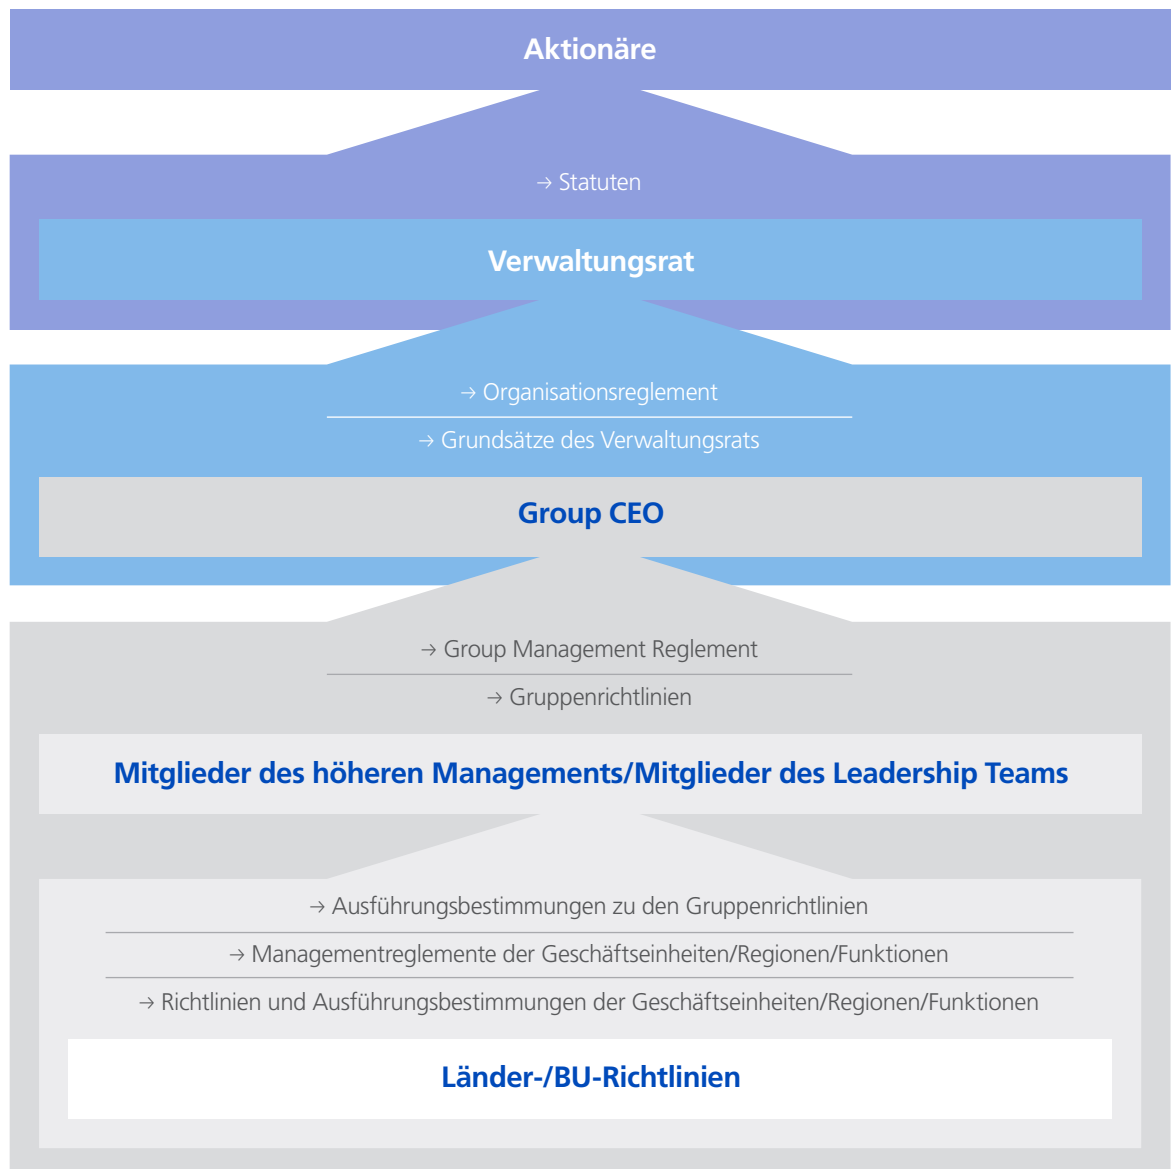 Aktionäre
→ Statuten
Verwaltungsrat
→ Organisationsreglement
→ Grundsätze des Verwaltungsrats
Group CEO
→ Group Management Reglement
→ Gruppenrichtlinien
Mitglieder des höheren Managements/Mitglieder des Leadership Teams
→ Ausführungsbestimmungen zu den Gruppenrichtlinien
→ Managementreglemente der Geschäftseinheiten/Regionen/Funktionen
→ Richtlinien und Ausführungsbestimmungen der Geschäftseinheiten/Regionen/Funktionen
Länder-/BU-Richtlinien